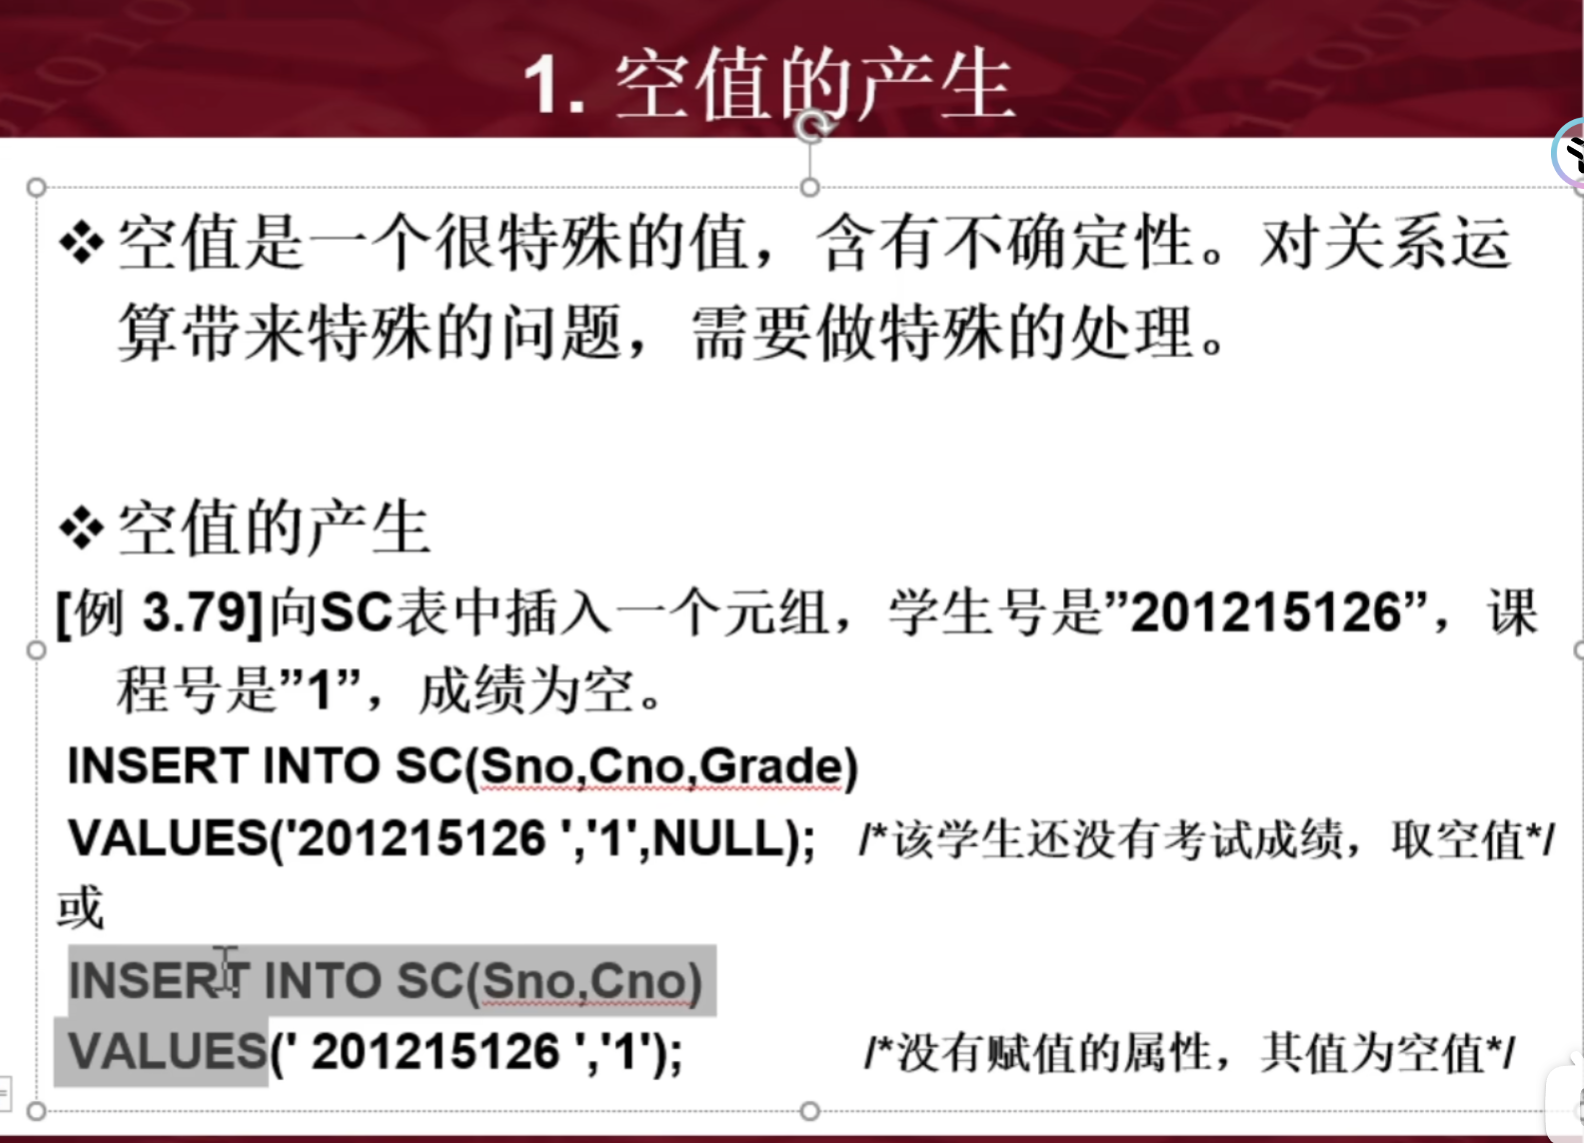 1. 空值的产生
❖空值是一个很特殊的值，含有不确定性。对关系运
算带来特殊的问题，需要做特殊的处理。
❖空值的产生
[例 3.79]向SC表中插入一个元组，学生号是”201215126”，课
程号是”1”，成绩为空。
INSERT INTO SC(Sno,Cno,Grade)
VALUES('201215126 ','1',NULL); /*该学生还没有考试成绩，取空值*/
或
INSERT INTO SC(Sno,Cno)
VALUES(' 201215126 ','1'); /*没有赋值的属性，其值为空值*/